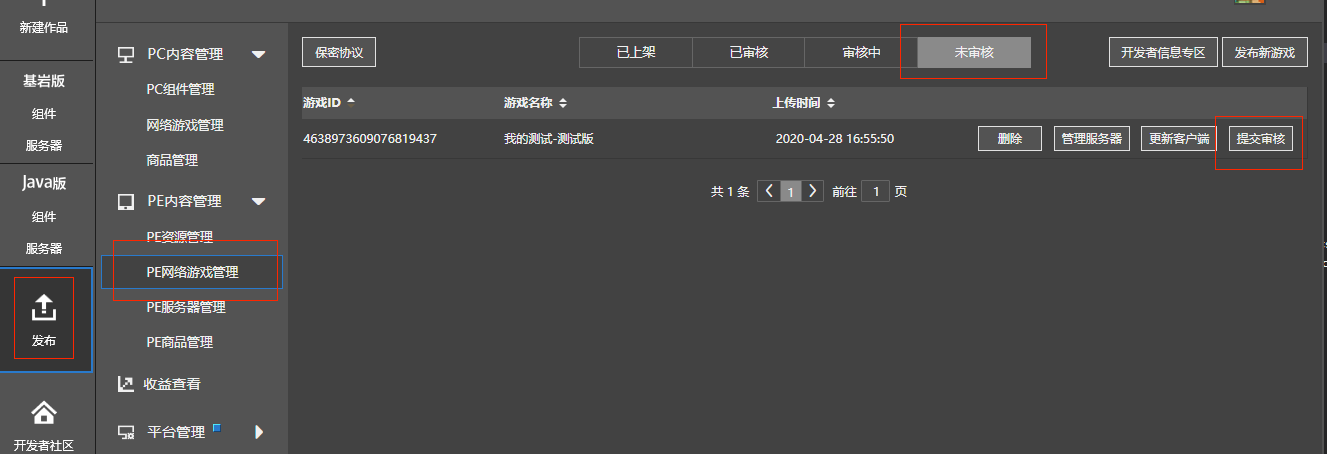 新建作品
基岩版
组件
服务器
Java版
组件
服务器
发布
开发者社区
PC内容管理
PC组件管理
网络游戏管理
商品管理
PE内容管理
PE资源管理
PE网络游戏管理
PE服务器管理
PE商品管理
收益查看
平台管理
保密协议 已上架 已审核 审核中 未审核 开发者信息专区 发布新游戏
游戏ID 游戏名称 上传时间
4638973609076819437 我的测试-测试版 2020-04-28 16:55:50 删除 管理服务器 更新客户端 提交审核
共 1 条 1 前往 1 页